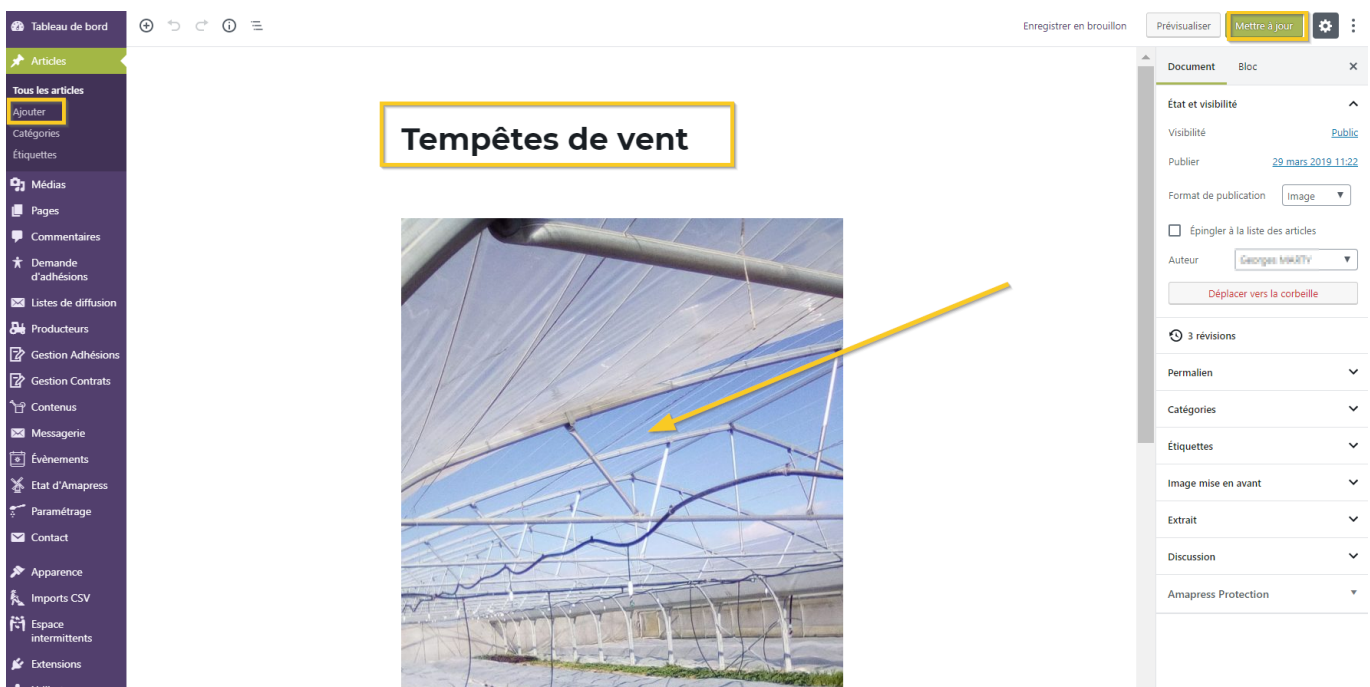 Tableau de bord
Enregistrer en brouillon
Prévisualiser
Mettre à jour
Articles
Tous les articles
Ajouter
Catégories
Étiquettes
Médias
Pages
Commentaires
Demande
d'adhésions
Listes de diffusion
Producteurs
Gestion Adhésions
Gestion Contrats
Contenus
Messagerie
Évènements
Etat d'Amapress
Paramétrage
Contact
Apparence
Imports CSV
Espace
intermittents
Extensions
Tempêtes de vent
Document Bloc
État et visibilité
Visibilité Public
Publier 29 mars 2019 11:22
Format de publication Image
Épingler à la liste des articles
Auteur
Déplacer vers la corbeille
3 révisions
Permalien
Catégories
Étiquettes
Image mise en avant
Extrait
Discussion
Amapress Protection